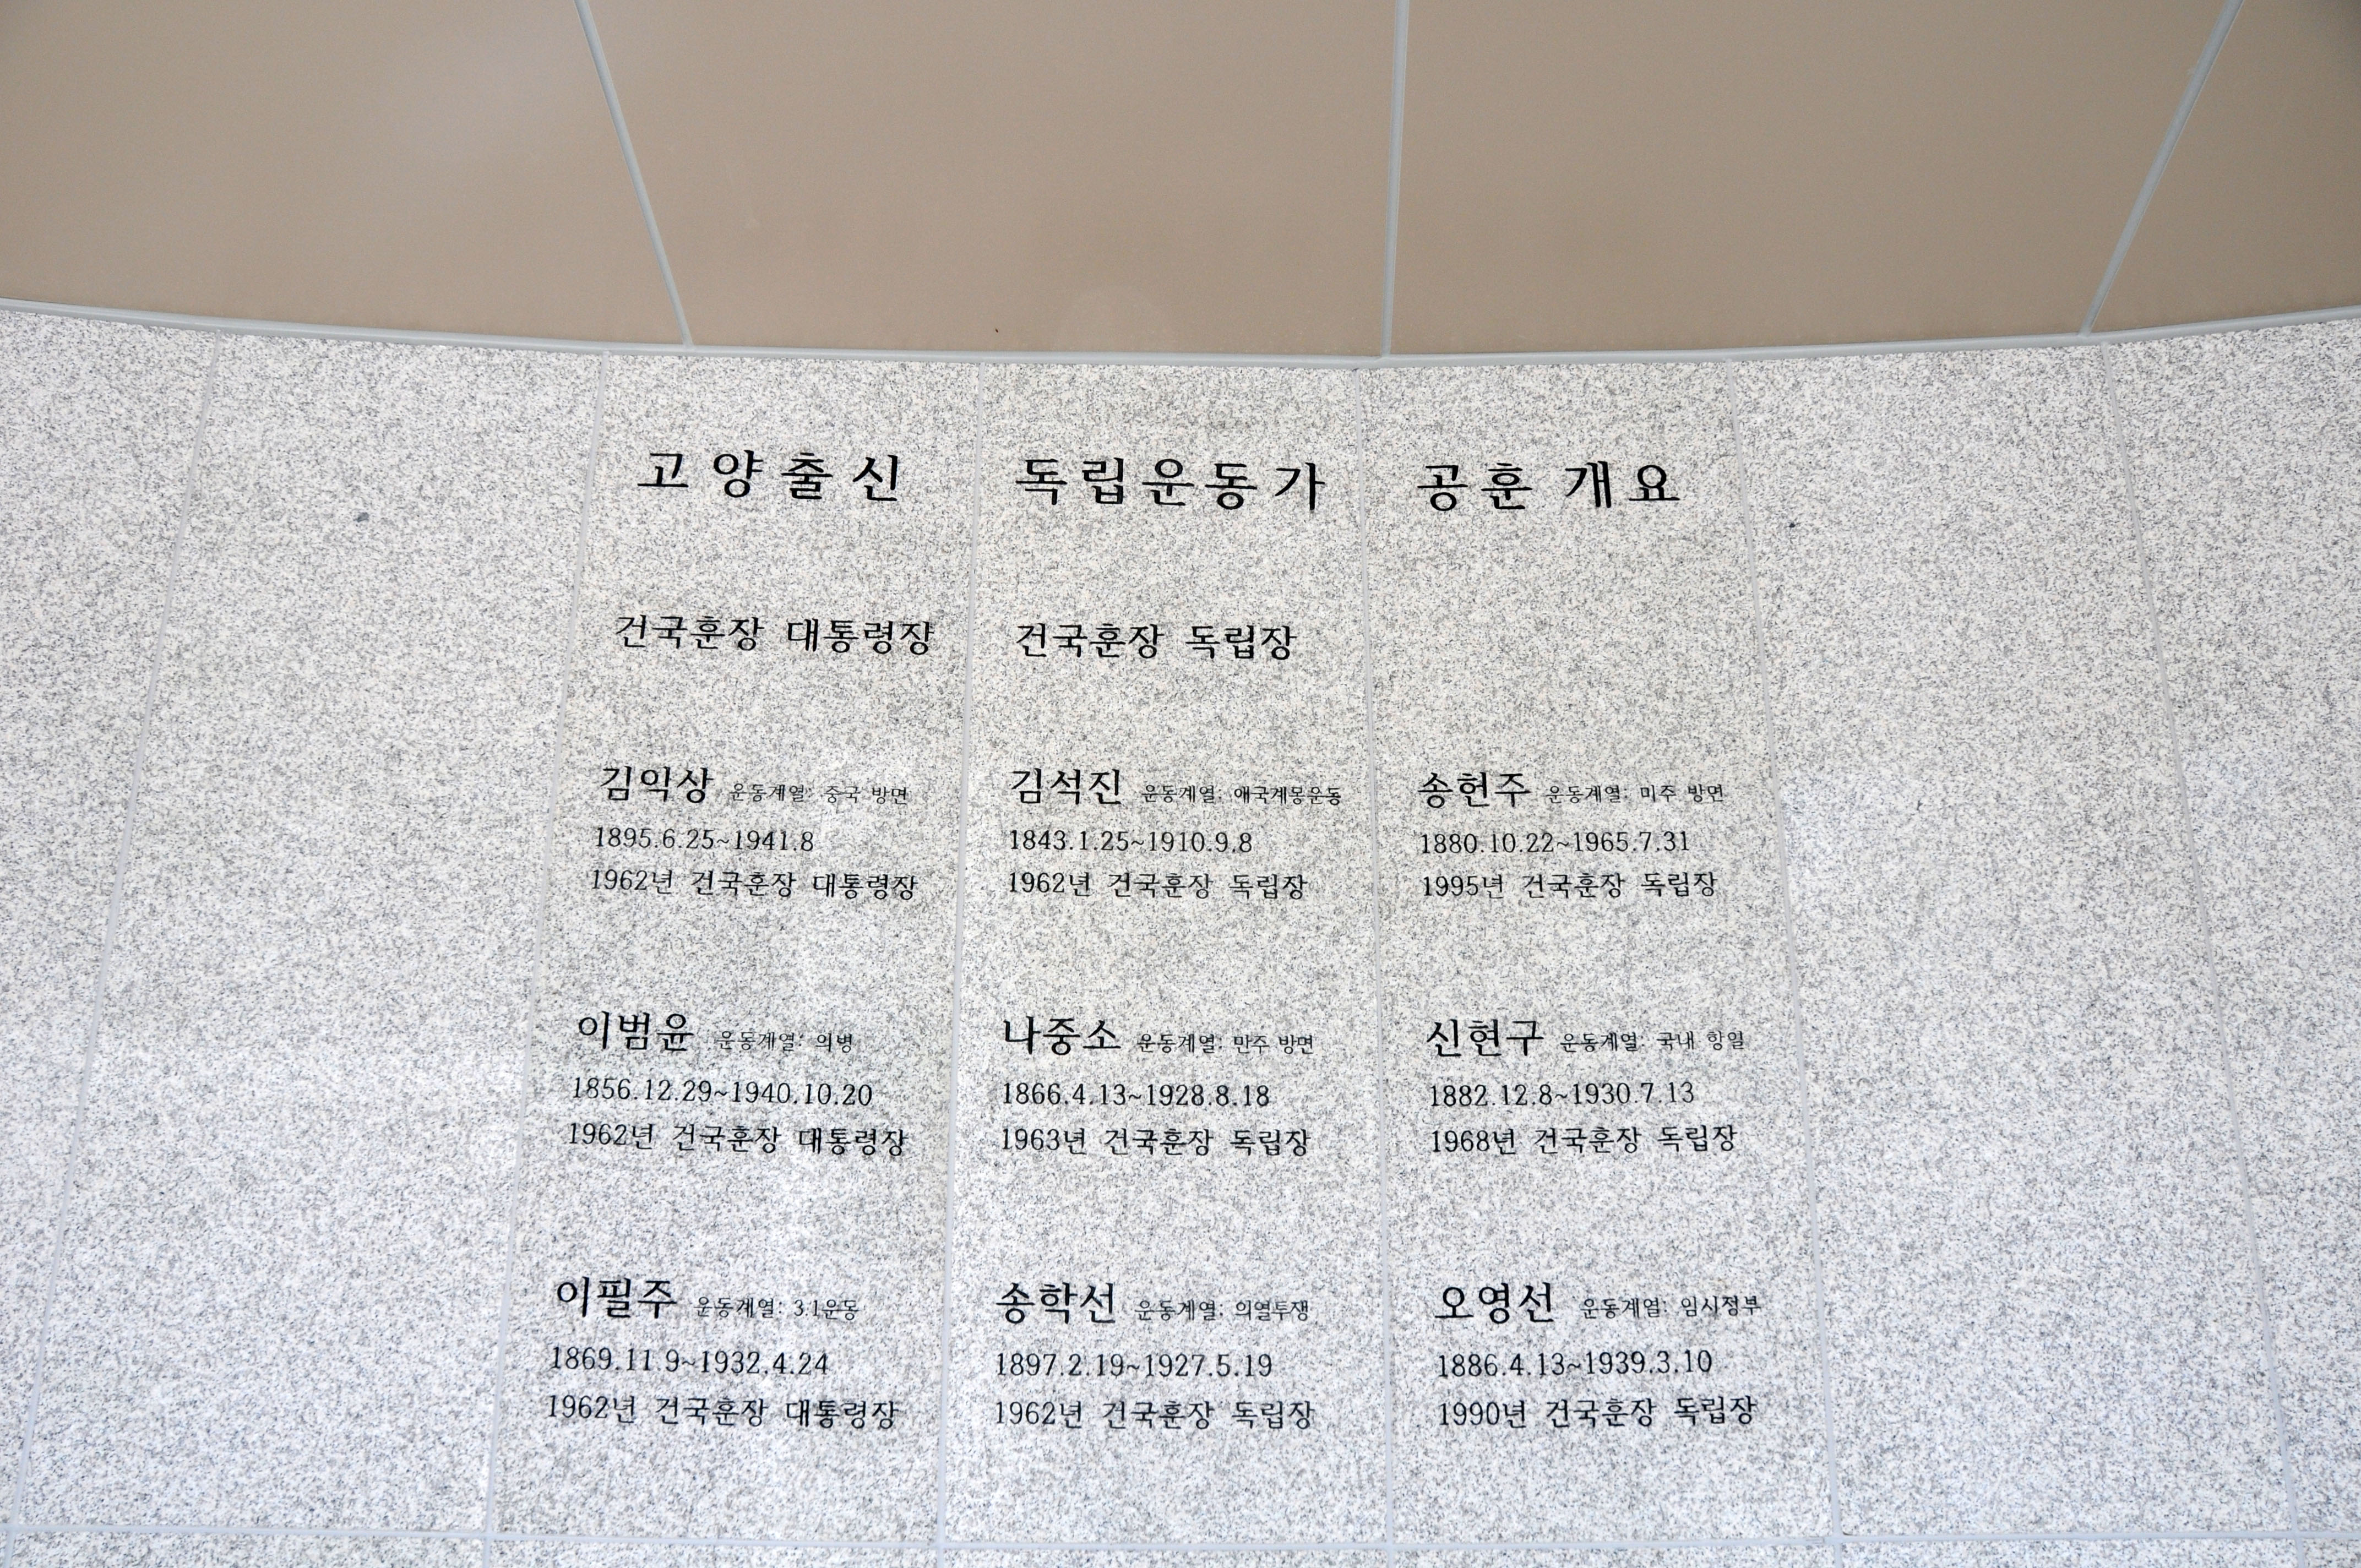 고양출신 독립운동가 공훈 개요
건국훈장 대통령장
김익상 운동계열: 중국 방면
1895.6.25~1941.8
1962년 건국훈장 대통령장
이범윤 운동계열: 의병
1856.12.29~1940.10.20
1962년 건국훈장 대통령장
이필주 운동계열: 3.1운동
1869.11.9~1932.4.24
1962년 건국훈장 대통령장
건국훈장 독립장
김석진 운동계열: 애국계몽운동
1843.1.25~1910.9.8
1962년 건국훈장 독립장
나중소 운동계열: 만주 방면
1866.4.13~1928.8.18
1963년 건국훈장 독립장
송학선 운동계열: 의열투쟁
1897.2.19~1927.5.19
1962년 건국훈장 독립장
송헌주 운동계열: 미주 방면
1880.10.22~1965.7.31
1995년 건국훈장 독립장
신현구 운동계열: 국내 항일
1882.12.8~1930.7.13
1968년 건국훈장 독립장
오영선 운동계열: 임시정부
1886.4.13~1939.3.10
1990년 건국훈장 독립장